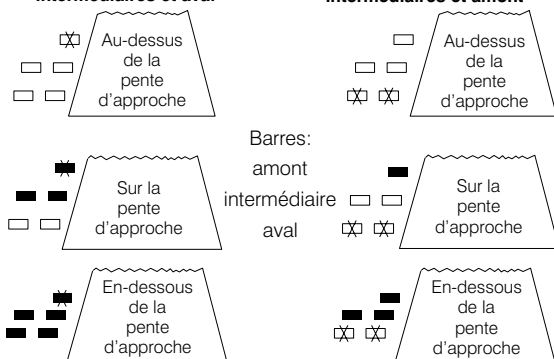 intermédiaires et aval
intermédiaires et amont
Au-dessus
de la
pente
d'approche
Au-dessus
de la
pente
d'approche
Barres:
amont
intermédiaire
aval
Sur la
pente
d'approche
Sur la
pente
d'approche
En-dessous
de la
pente
d'approche
En-dessous
de la
pente
d'approche